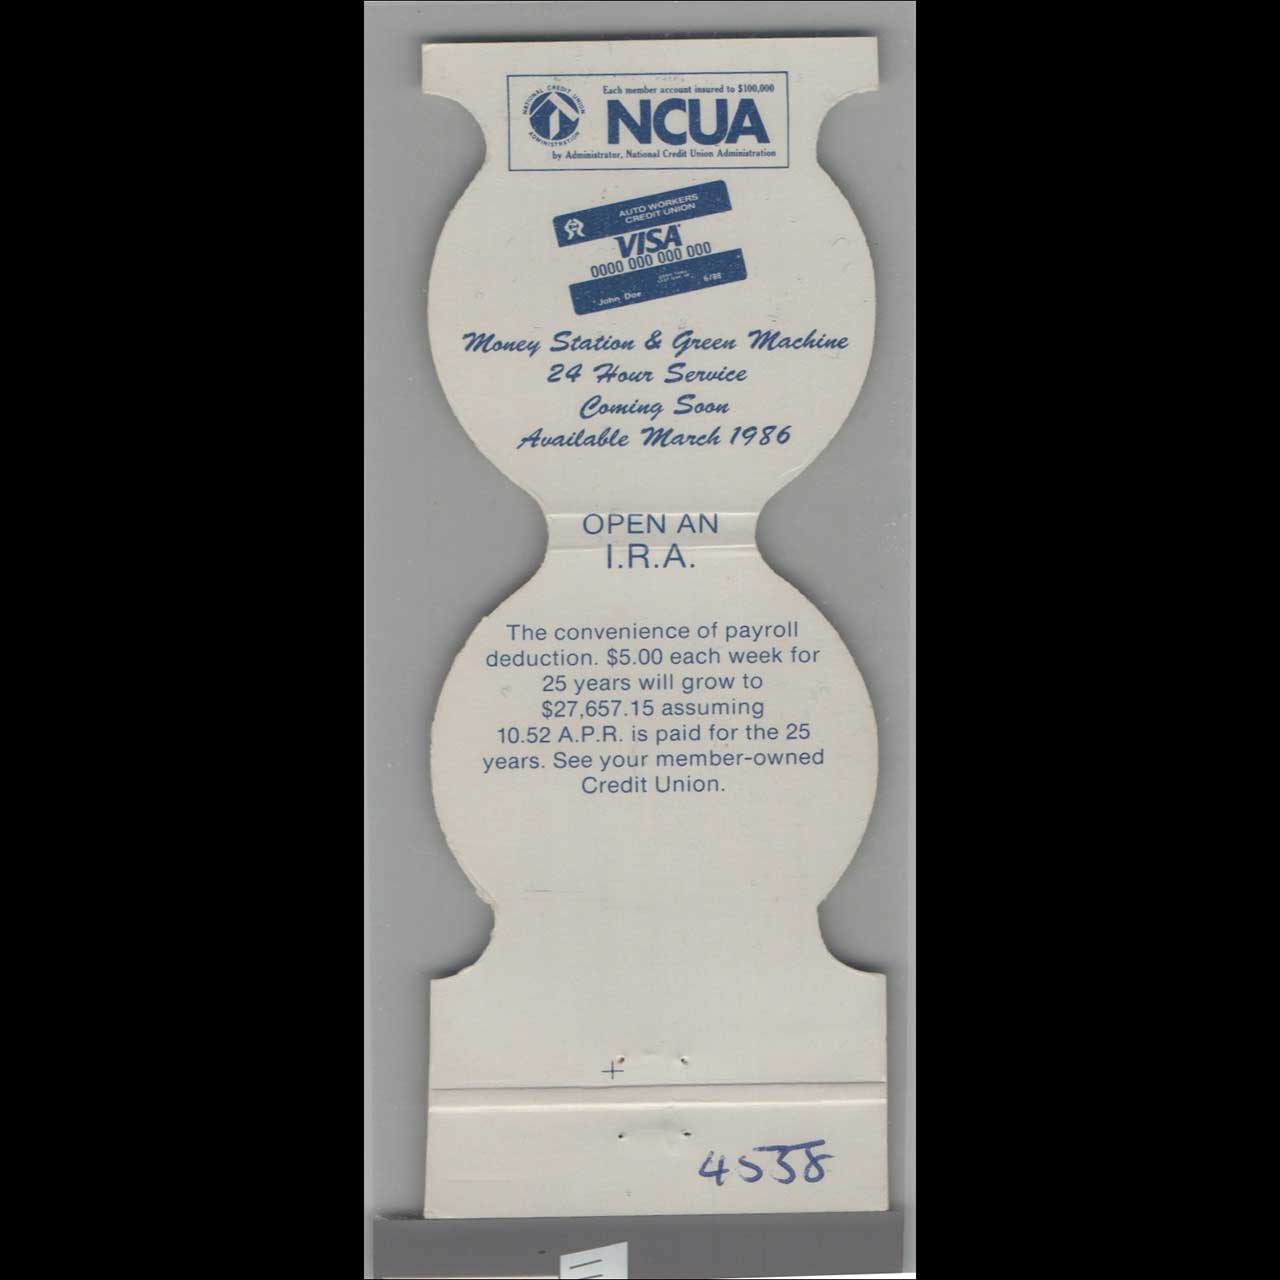 Each member account insured to $100,000
NATIONAL CREDIT UNION ADMINISTRATION
NCUA
by Administrator, National Credit Union Administration
AUTO WORKERS
CREDIT UNION
VISA
0000 000 000 000
6/88
John Doe
Money Station & Green Machine
24 Hour Service
Coming Soon
Available March 1986
OPEN AN
I.R.A.
The convenience of payroll
deduction. $5.00 each week for
25 years will grow to
$27,657.15 assuming
10.52 A.P.R. is paid for the 25
years. See your member-owned
Credit Union.
4538